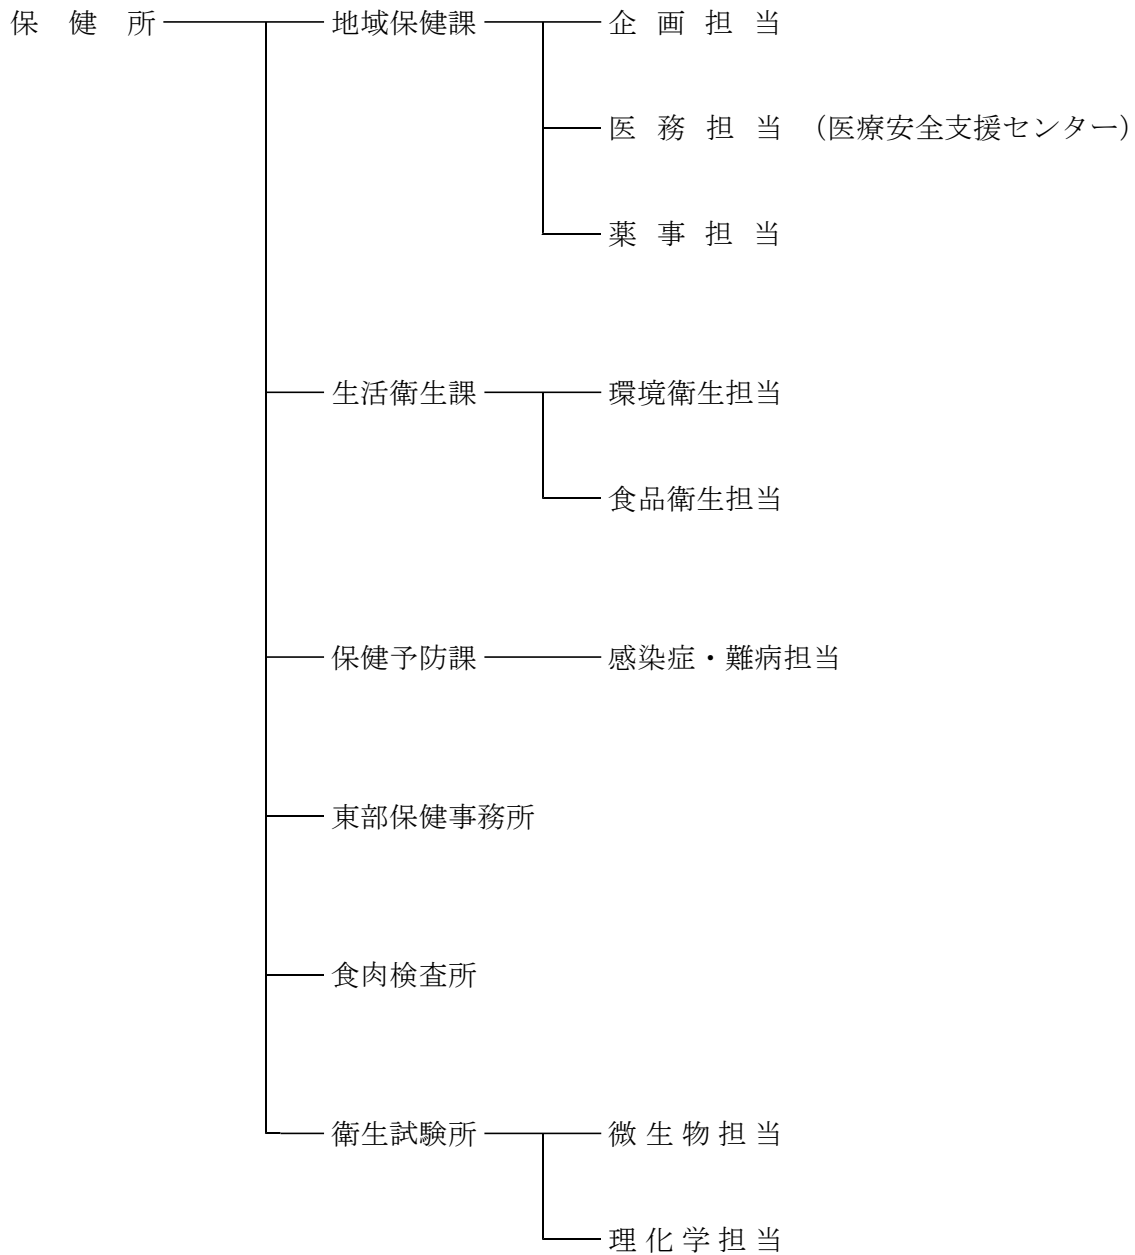 保健所 地域保健課 企画担当
医務担当 (医療安全支援センター)
薬事担当
生活衛生課 環境衛生担当
食品衛生担当
保健予防課 感染症・難病担当
東部保健事務所
食肉検査所
衛生試験所 微生物担当
理化学担当